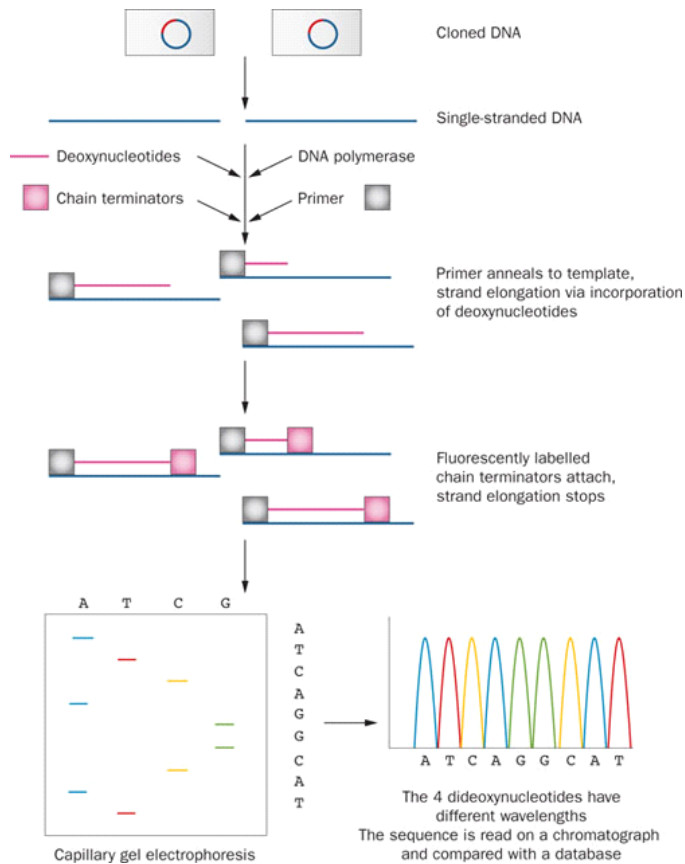 Cloned DNA
Single-stranded DNA
Deoxynucleotides
DNA polymerase
Chain terminators
Primer
Primer anneals to template,
strand elongation via incorporation
of deoxynucleotides
Fluorescently labelled
chain terminators attach,
strand elongation stops
A T C G
A
T
C
A
G
G
C
A
T
A T C A G G C A T
Capillary gel electrophoresis
The 4 dideoxynucleotides have
different wavelengths
The sequence is read on a chromatograph
and compared with a database